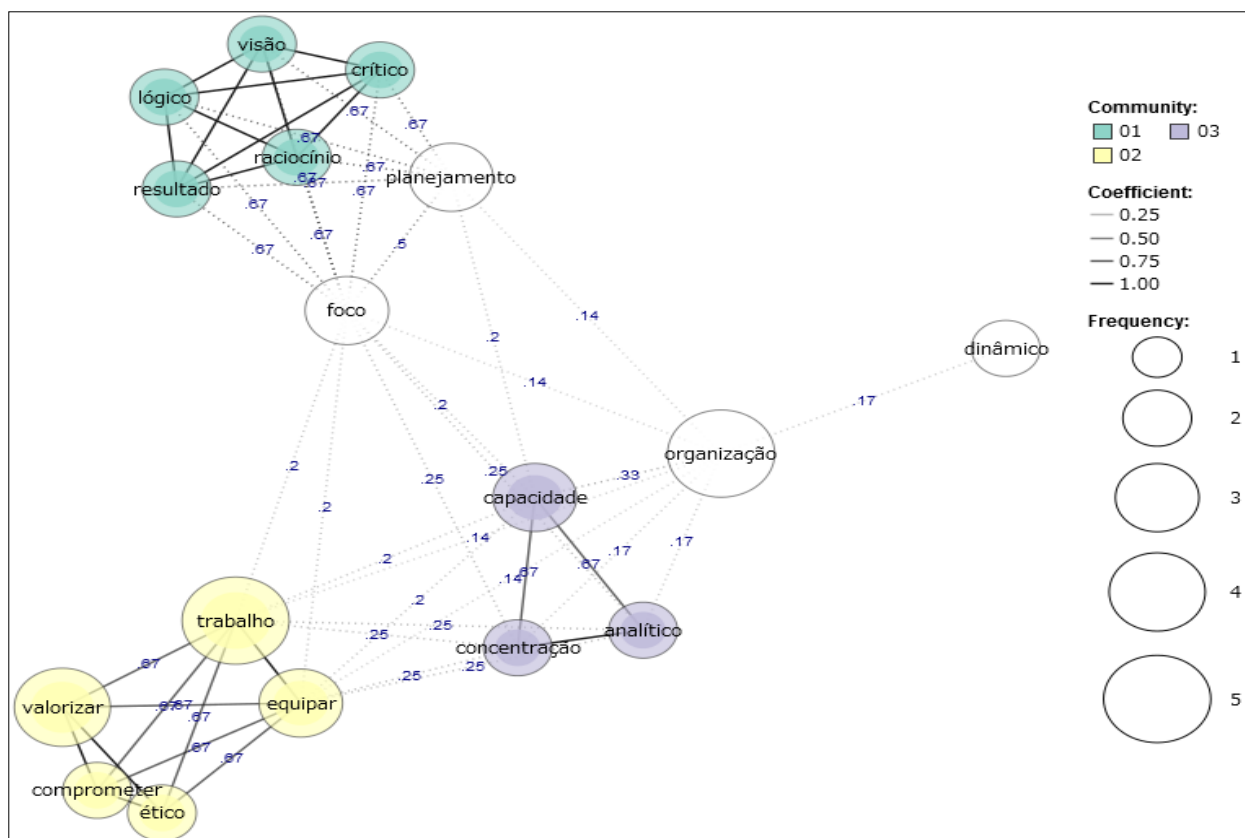 visão
crítico
lógico
.67
.67
.67
raciocínio
.67
.67
.67
planejamento
resultado
.67
.67
.67
.67
.5
.67
foco
.14
.2
.14
dinâmico
.17
.2
organização
.2
.25
.25
.33
capacidade
.2
.14
.17
.17
.2
.14
.67
.67
.2
trabalho
.25
.25
concentração
analítico
.25
.25
.67
valorizar
equipar
.67
.67
.67
.67
.67
comprometer
ético
Community:
01 03
02
Coefficient:
0.25
0.50
0.75
1.00
Frequency:
1
2
3
4
5